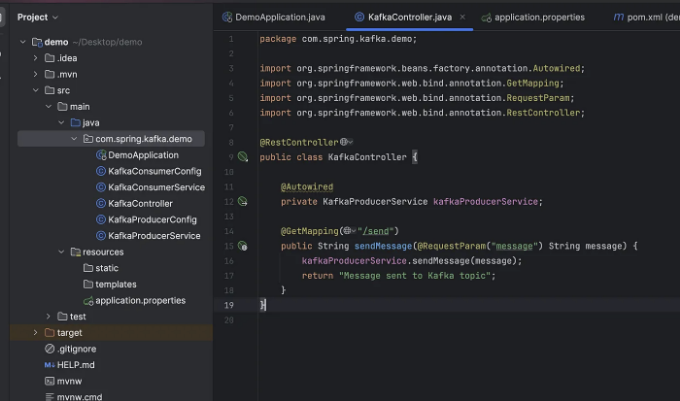 Project
demo ~/Desktop/demo
.idea
.mvn
src
main
java
com.spring.kafka.demo
DemoApplication
KafkaConsumerConfig
KafkaConsumerService
KafkaController
KafkaProducerConfig
KafkaProducerService
resources
static
templates
application.properties
test
target
.gitignore
HELP.md
mvnw
mvnw.cmd
DemoApplication.java KafkaController.java application.properties pom.xml (de
1 package com.spring.kafka.demo;
2
3 import org.springframework.beans.factory.annotation.Autowired;
4 import org.springframework.web.bind.annotation.GetMapping;
5 import org.springframework.web.bind.annotation.RequestParam;
6 import org.springframework.web.bind.annotation.RestController;
7
8 @RestController
9 public class KafkaController {
10
11 @Autowired
12 private KafkaProducerService kafkaProducerService;
13
14 @GetMapping("/send")
15 public String sendMessage(@RequestParam("message") String message) {
16 kafkaProducerService.sendMessage(message);
17 return "Message sent to Kafka topic";
18 }
19 }
20